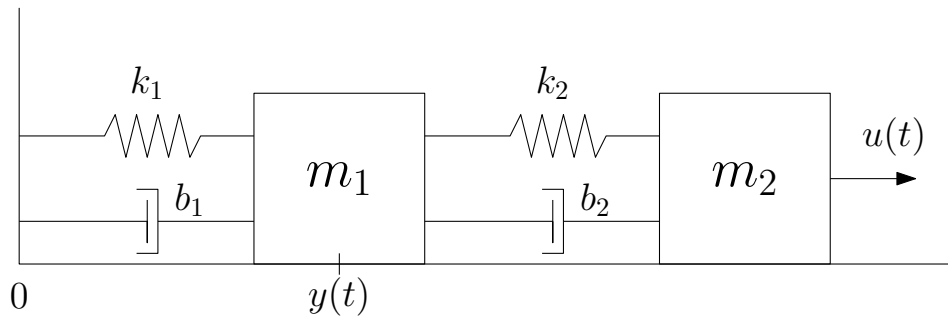 k₁ k₂
m₁ m₂ u(t)
b₁ b₂
0 y(t)